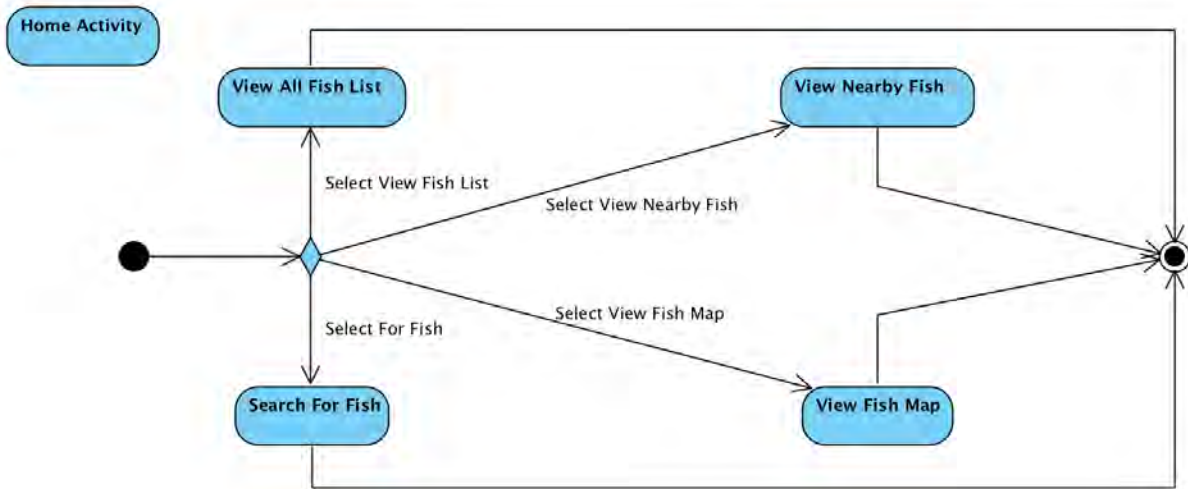 Home Activity
View All Fish List
View Nearby Fish
Select View Fish List
Select View Nearby Fish
Select View Fish Map
Select For Fish
Search For Fish
View Fish Map